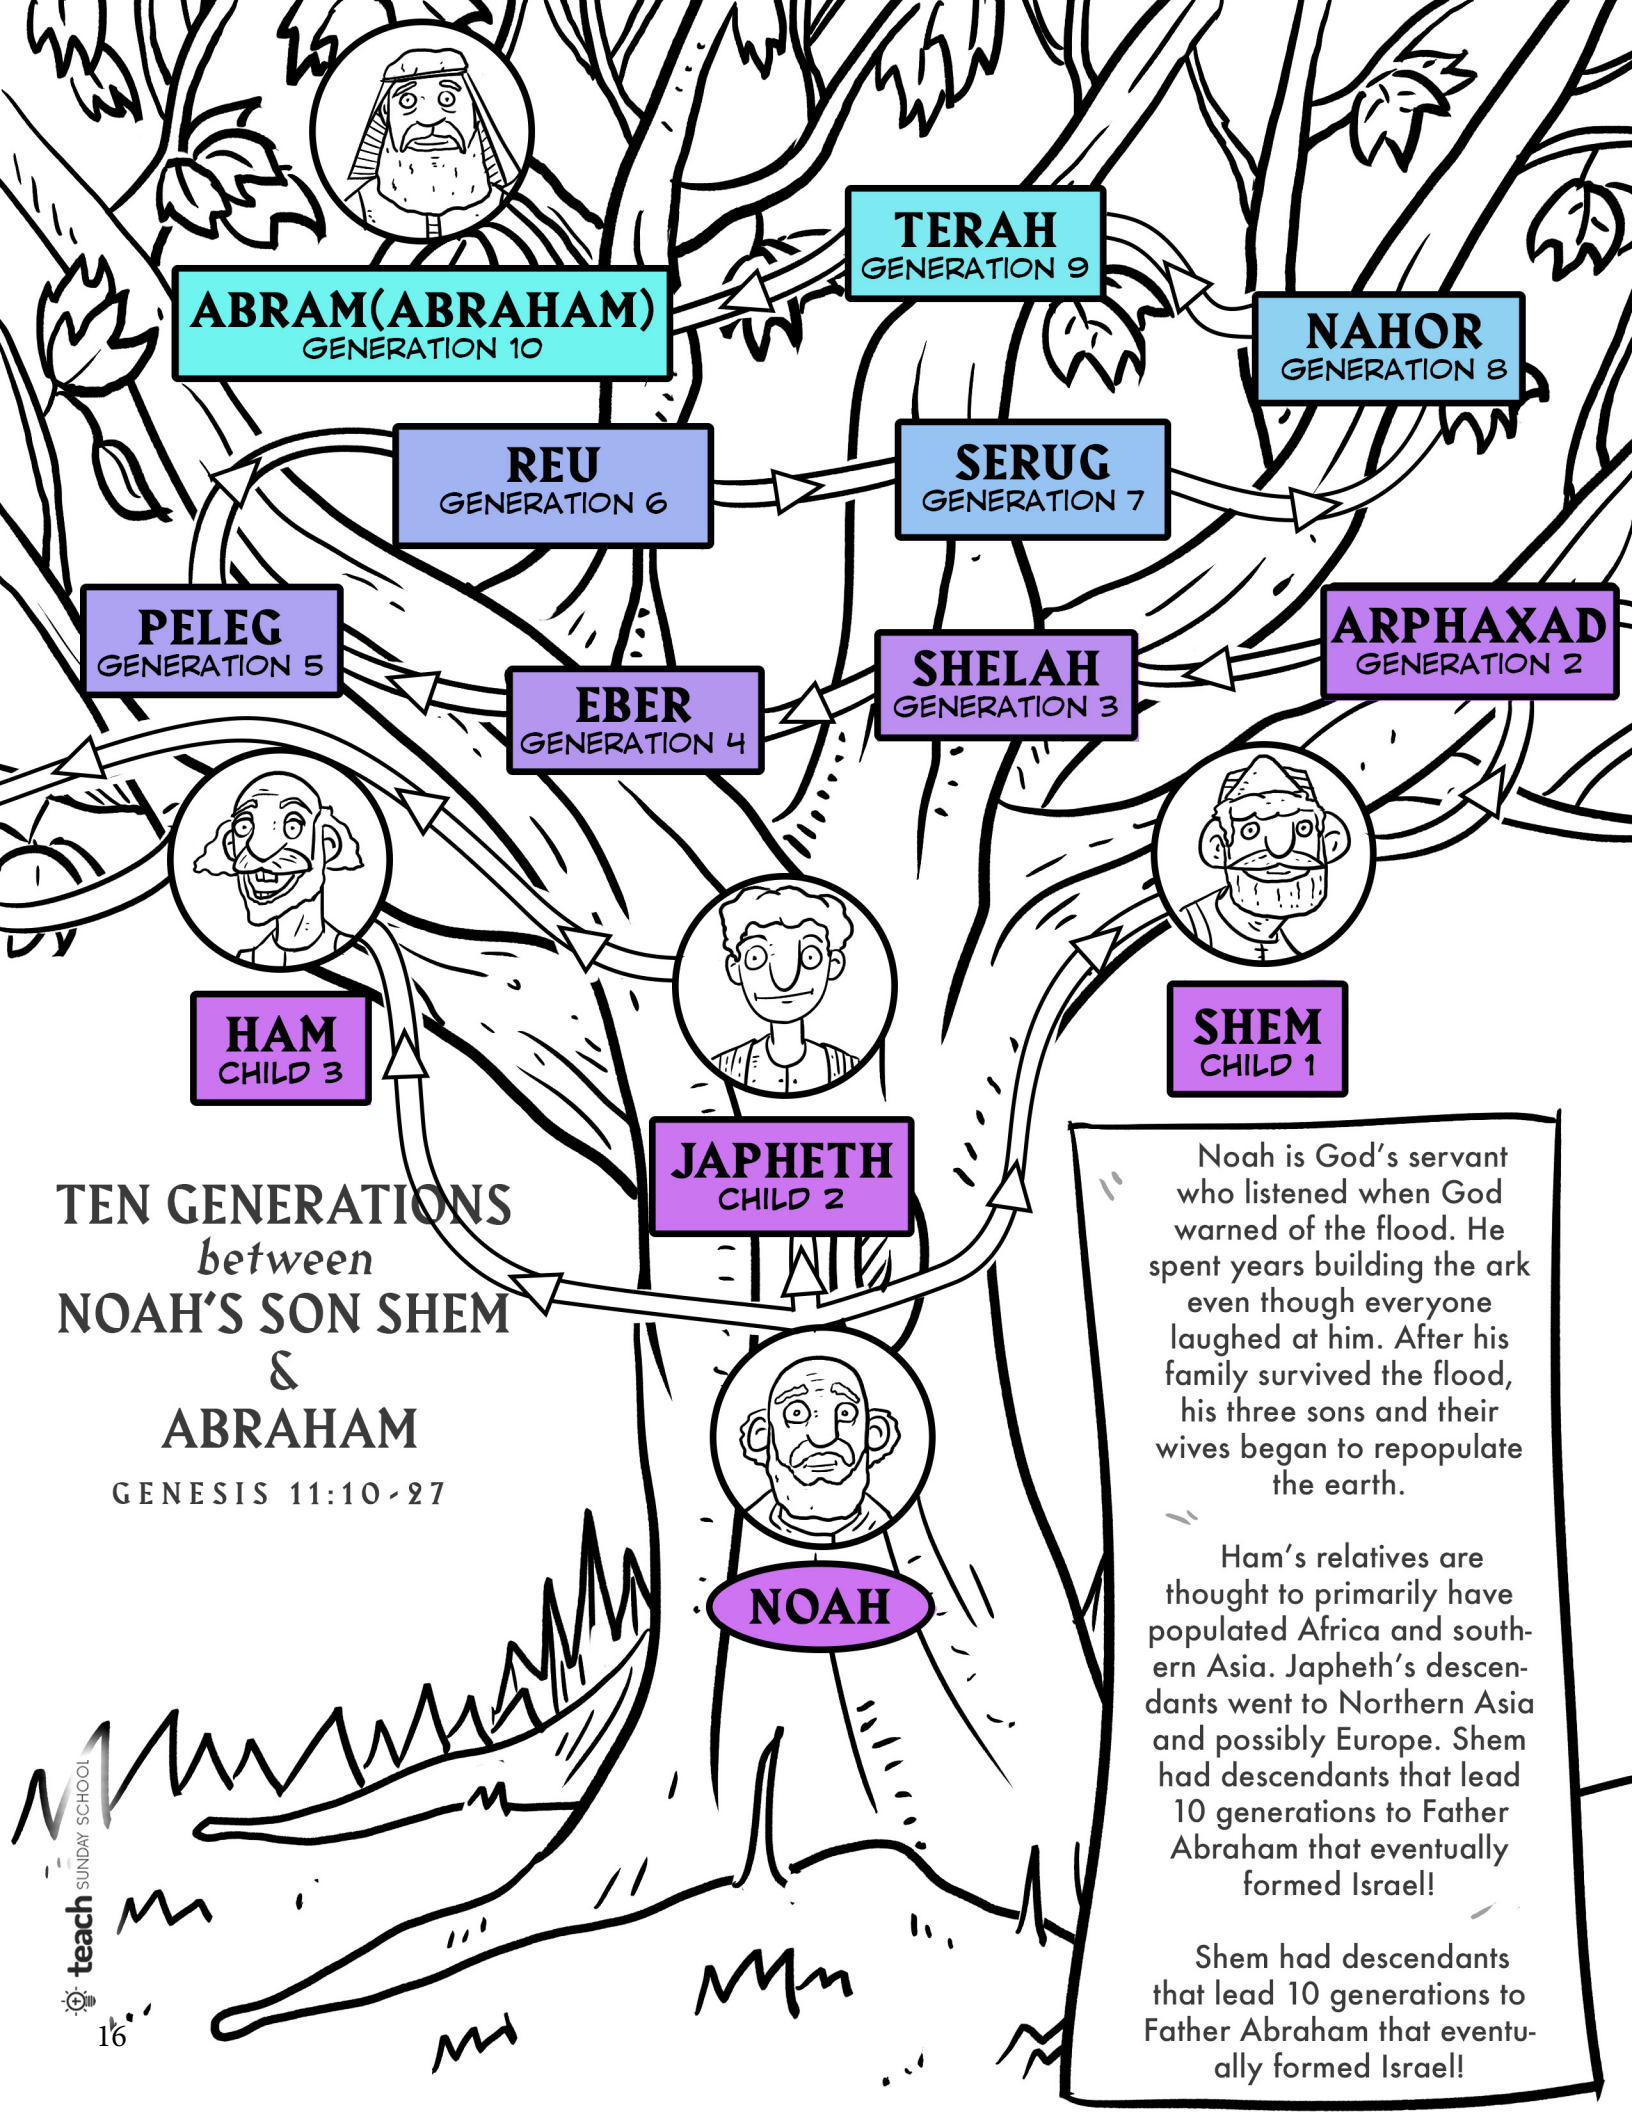 TERAH
GENERATION 9
ABRAM(ABRAHAM)
GENERATION 10
NAHOR
GENERATION 8
REU
GENERATION 6
SERUG
GENERATION 7
PELEG
GENERATION 5
ARPHAXAD
GENERATION 2
SHELAH
GENERATION 3
EBER
GENERATION 4
HAM
CHILD 3
SHEM
CHILD 1
JAPHETH
CHILD 2
TEN GENERATIONS
between
NOAH'S SON SHEM
&
ABRAHAM
GENESIS 11:10-27
NOAH
Noah is God's servant
who listened when God
warned of the flood. He
spent years building the ark
even though everyone
laughed at him. After his
family survived the flood,
his three sons and their
wives began to repopulate
the earth.
Ham's relatives are
thought to primarily have
populated Africa and south-
ern Asia. Japheth's descen-
dants went to Northern Asia
and possibly Europe. Shem
had descendants that lead
10 generations to Father
Abraham that eventually
formed Israel!
Shem had descendants
that lead 10 generations to
Father Abraham that eventu-
ally formed Israel!
teach SUNDAY SCHOOL
16